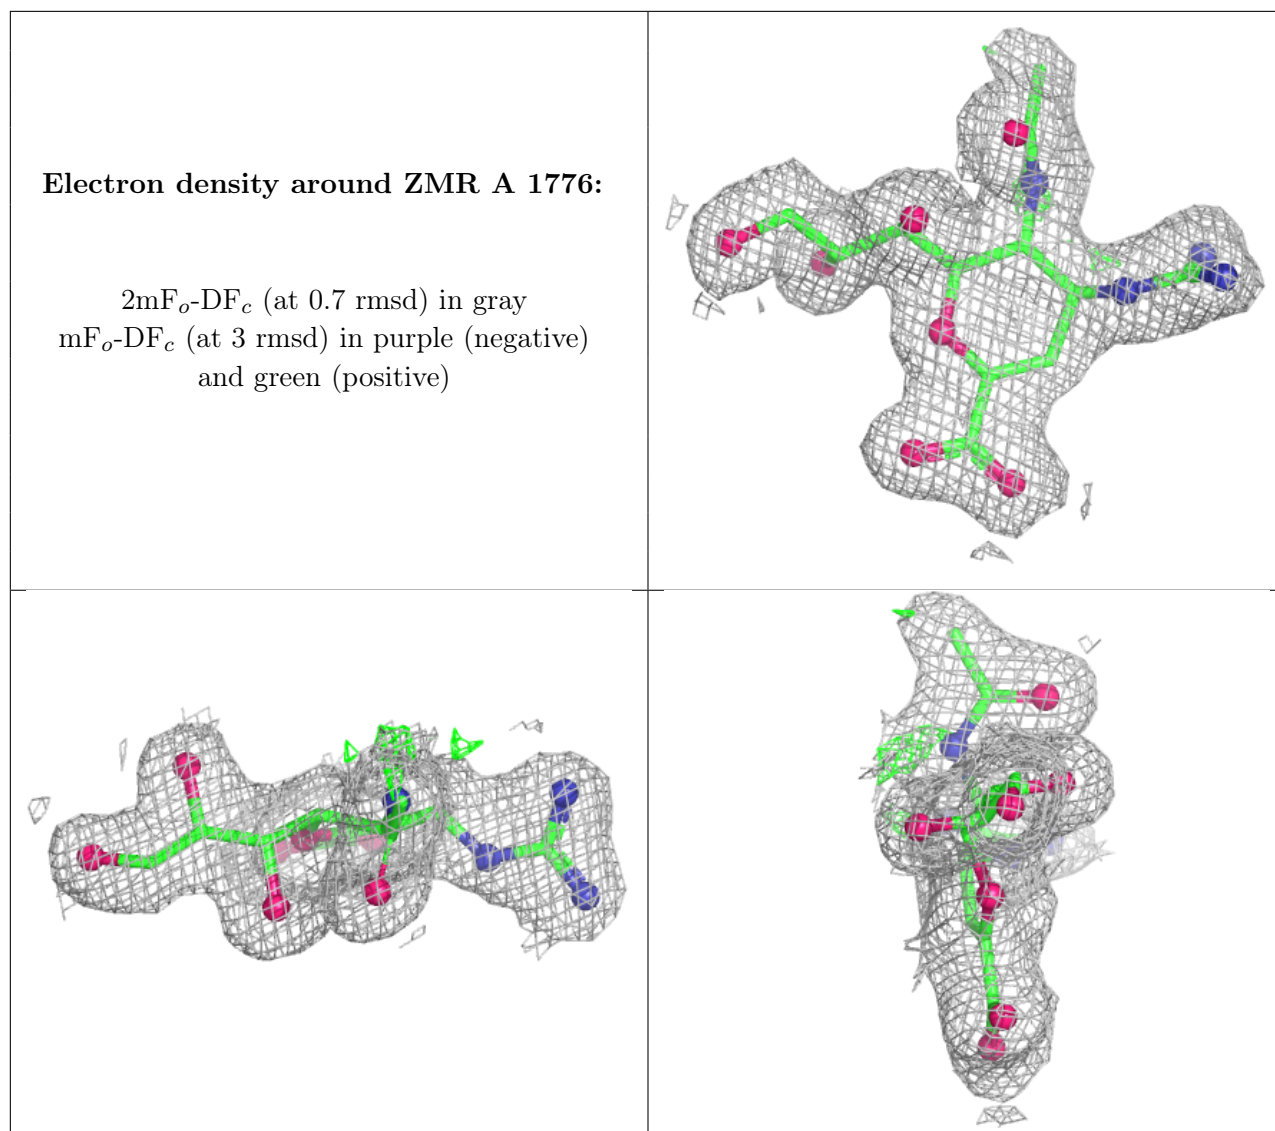 Electron density around ZMR A 1776:
2mFo-DFc (at 0.7 rmsd) in gray
mFo-DFc (at 3 rmsd) in purple (negative)
and green (positive)